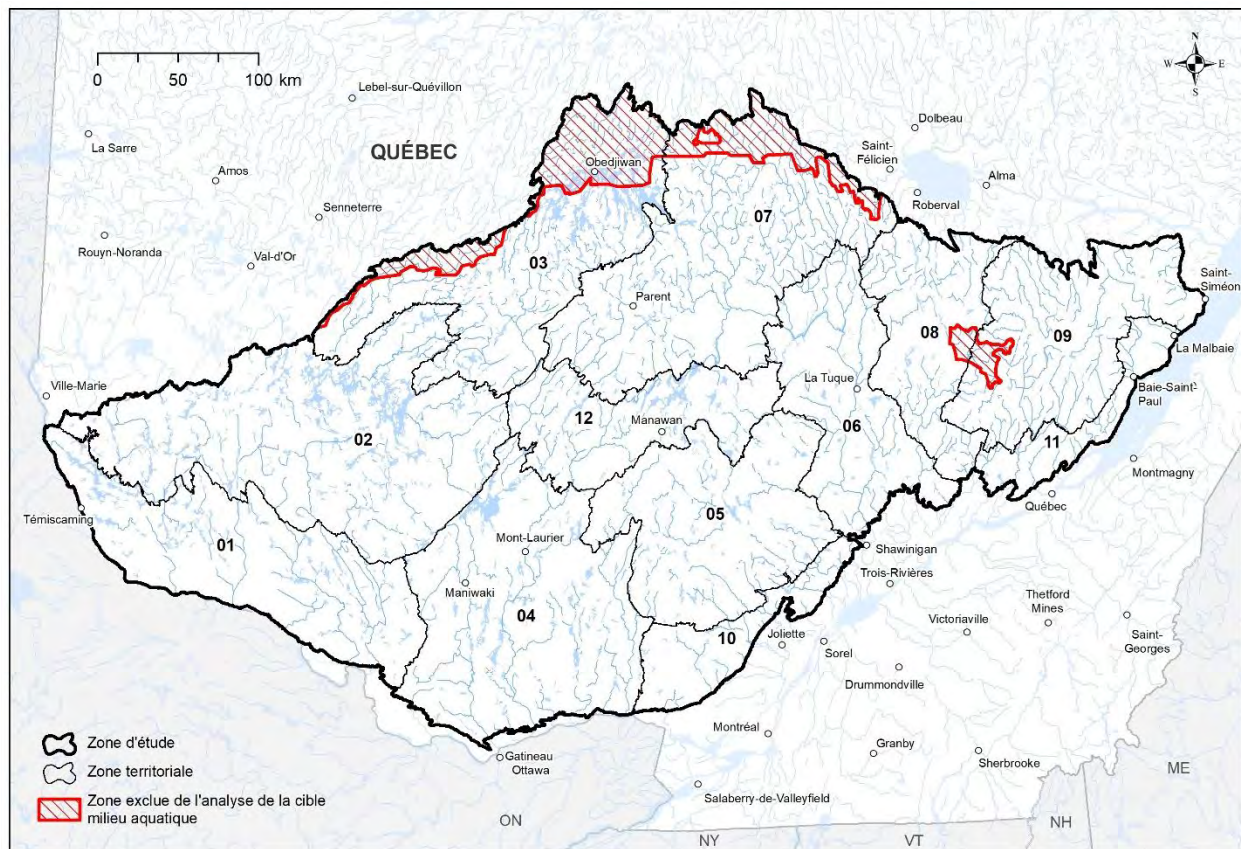 N
W E
S
0 50 100 km
Lebel-sur-Quévillon
La Sarre
QUÉBEC
Amos
Senneterre
Rouyn-Noranda
Val-d'Or
Obedjiwan
Dolbeau
Saint-
Félicien
Alma
Roberval
07
03
Parent
Saint-
Siméon
08
09
La Malbaie
Ville-Marie
La Tuque
Baie-Saint-
Paul
12
Manawan
02
06
11
Montmagny
Québec
Témiscaming
01
05
Mont-Laurier
Shawinigan
Trois-Rivières
Maniwaki
04
Thetford
Mines
Victoriaville
Saint-
Georges
10
Joliette
Sorel
Drummondville
Montréal
Granby
Sherbrooke
Gatineau
Ottawa
Salaberry-de-Valleyfield
ME
ON
NY
VT
NH
Zone d'étude
Zone territoriale
Zone exclue de l'analyse de la cible
milieu aquatique